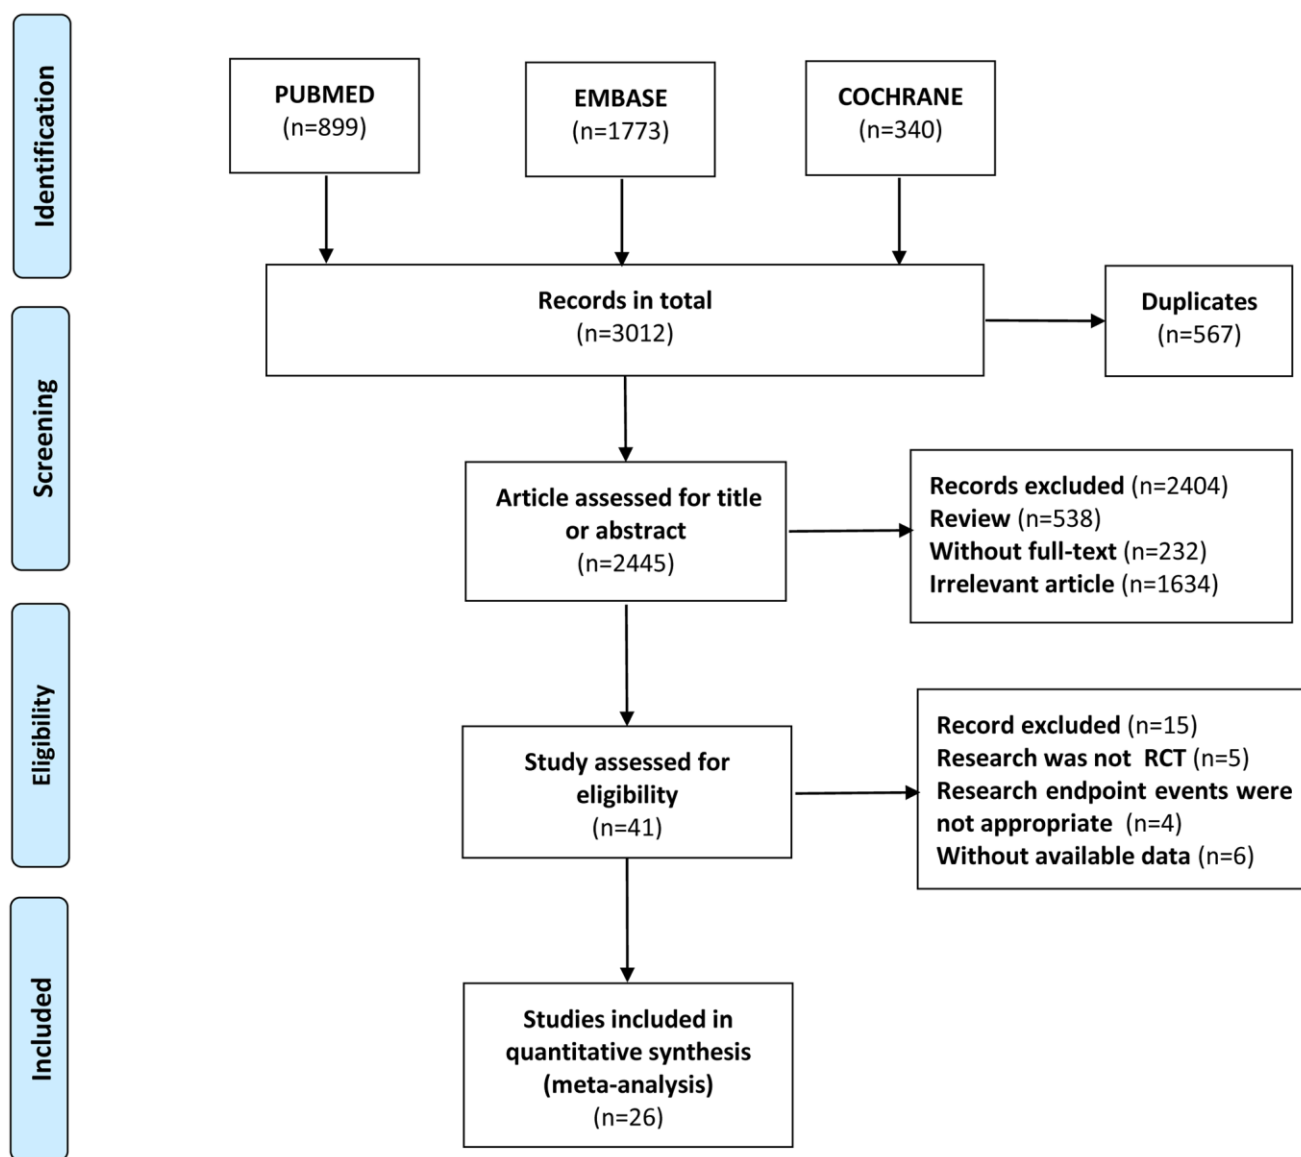 Identification
PUBMED
(n=899)
EMBASE
(n=1773)
COCHRANE
(n=340)
Records in total
(n=3012)
Duplicates
(n=567)
Screening
Article assessed for title
or abstract
(n=2445)
Records excluded (n=2404)
Review (n=538)
Without full-text (n=232)
Irrelevant article (n=1634)
Eligibility
Study assessed for
eligibility
(n=41)
Record excluded (n=15)
Research was not RCT (n=5)
Research endpoint events were
not appropriate (n=4)
Without available data (n=6)
Included
Studies included in
quantitative synthesis
(meta-analysis)
(n=26)